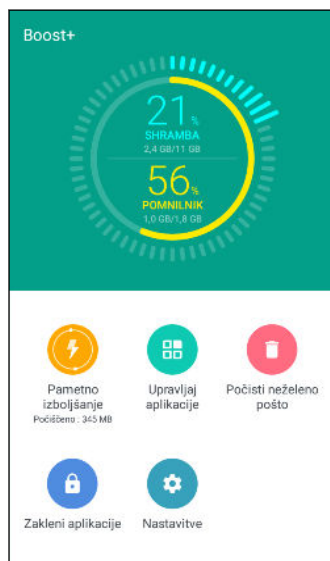 Boost+
21%
SHRAMBA
2,4 GB/11 GB
56%
POMNILNIK
1,0 GB/1,8 GB
Pametno
izboljšanje
Počiščeno : 345 MB
Upravljaj
aplikacije
Počisti neželeno
pošto
Zakleni aplikacije
Nastavitve